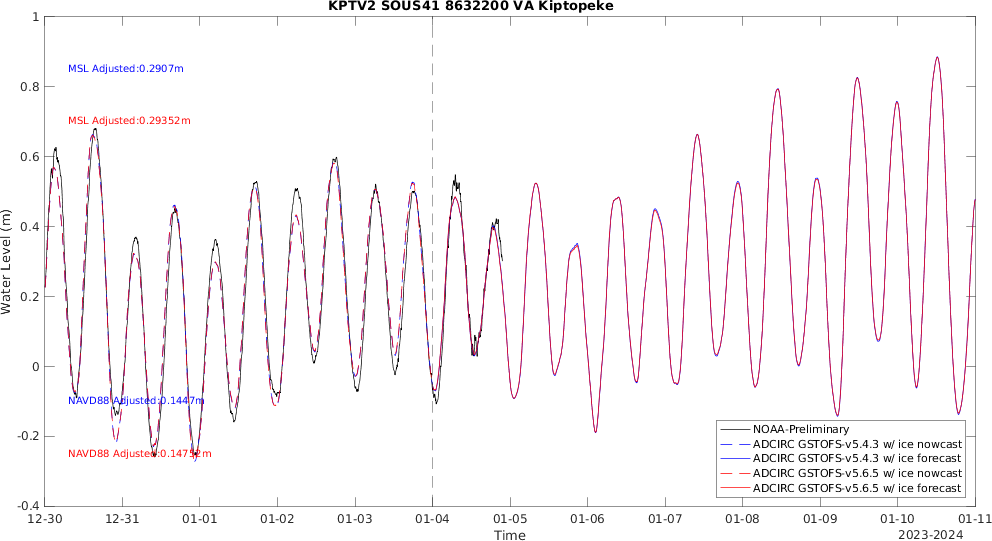 KPTV2 SOUS41 8632200 VA Kiptopeke
1
0.8
0.6
0.4
0.2
0
-0.2
-0.4
Water Level (m)
MSL Adjusted:0.2907m
MSL Adjusted:0.29352m
NAVD88 Adjusted:0.1447m
NAVD88 Adjusted:0.14752m
NOAA-Preliminary
ADCIRC GSTOFS-v5.4.3 w/ ice nowcast
ADCIRC GSTOFS-v5.4.3 w/ ice forecast
ADCIRC GSTOFS-v5.6.5 w/ ice nowcast
ADCIRC GSTOFS-v5.6.5 w/ ice forecast
12-30 12-31 01-01 01-02 01-03 01-04 01-05 01-06 01-07 01-08 01-09 01-10 01-11
Time
2023-2024